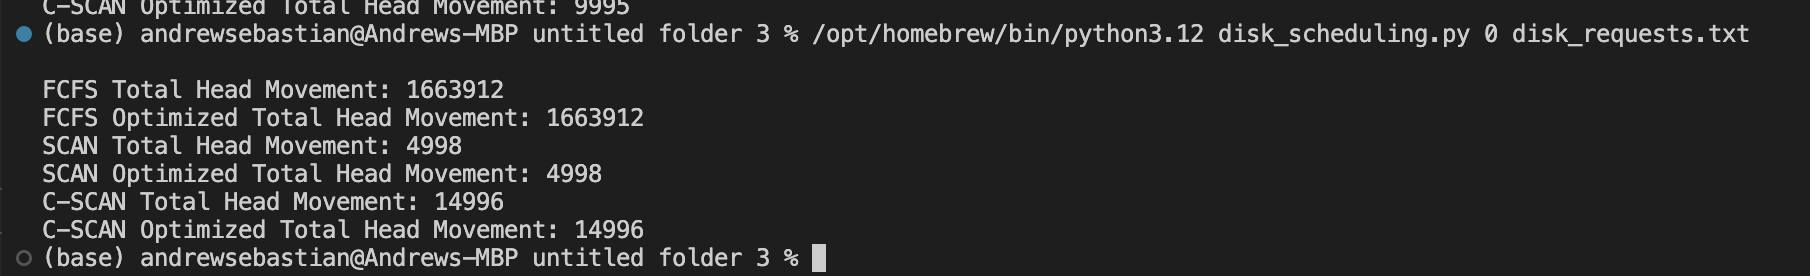 C-SCAN Optimized Total Head Movement: 9995
(base) andrewsebastian@Andrews-MBP untitled folder 3 % /opt/homebrew/bin/python3.12 disk_scheduling.py 0 disk_requests.txt
FCFS Total Head Movement: 1663912
FCFS Optimized Total Head Movement: 1663912
SCAN Total Head Movement: 4998
SCAN Optimized Total Head Movement: 4998
C-SCAN Total Head Movement: 14996
C-SCAN Optimized Total Head Movement: 14996
(base) andrewsebastian@Andrews-MBP untitled folder 3 %